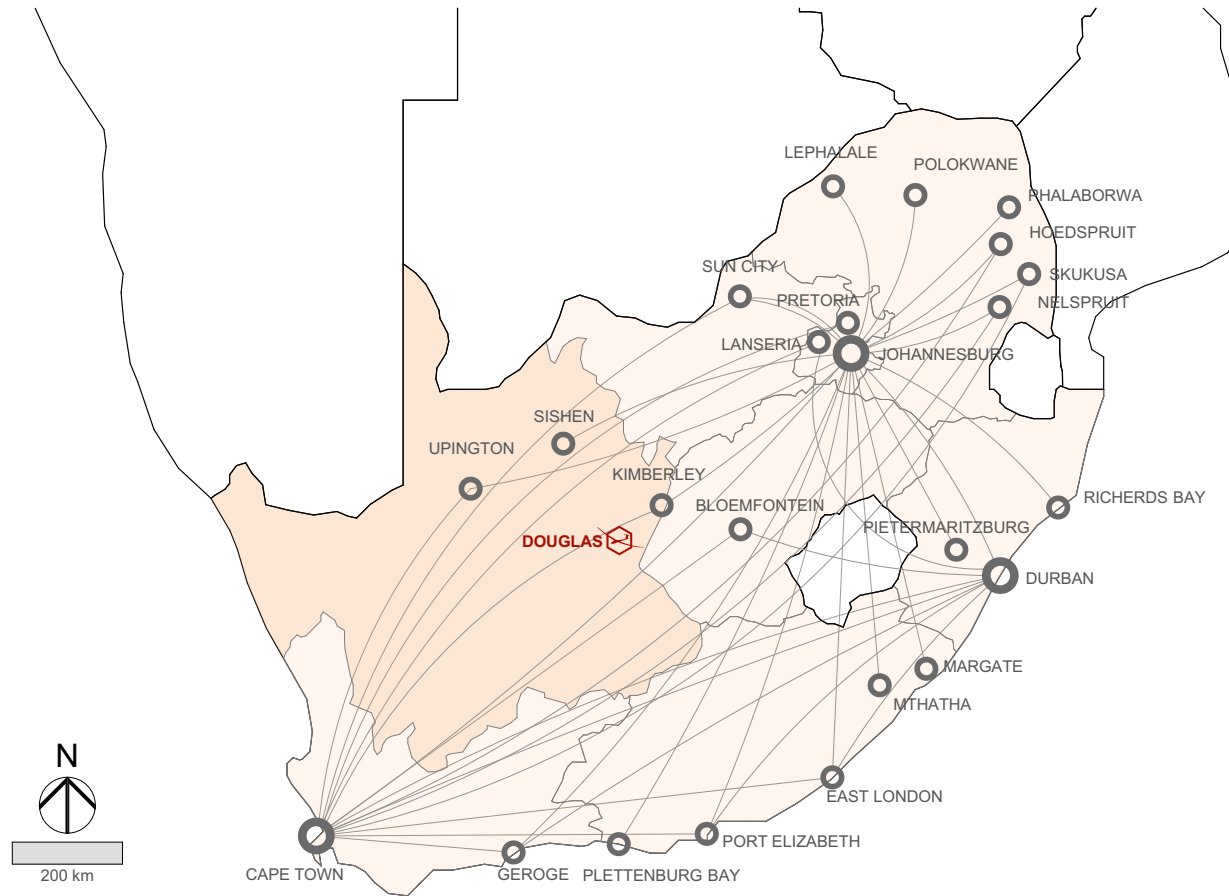 LEPHALALE
POLOKWANE
PHALABORWA
HOEDSPRUIT
SUN CITY
SKUKUSA
PRETORIA
NELSPRUIT
LANSERIA
JOHANNESBURG
SISHEN
UPINGTON
KIMBERLEY
RICHERDS BAY
BLOEMFONTEIN
PIETERMARITZBURG
DOUGLAS
DURBAN
MARGATE
MTHATHA
N
EAST LONDON
PORT ELIZABETH
CAPE TOWN
GEROGE
PLETTENBURG BAY
200 km